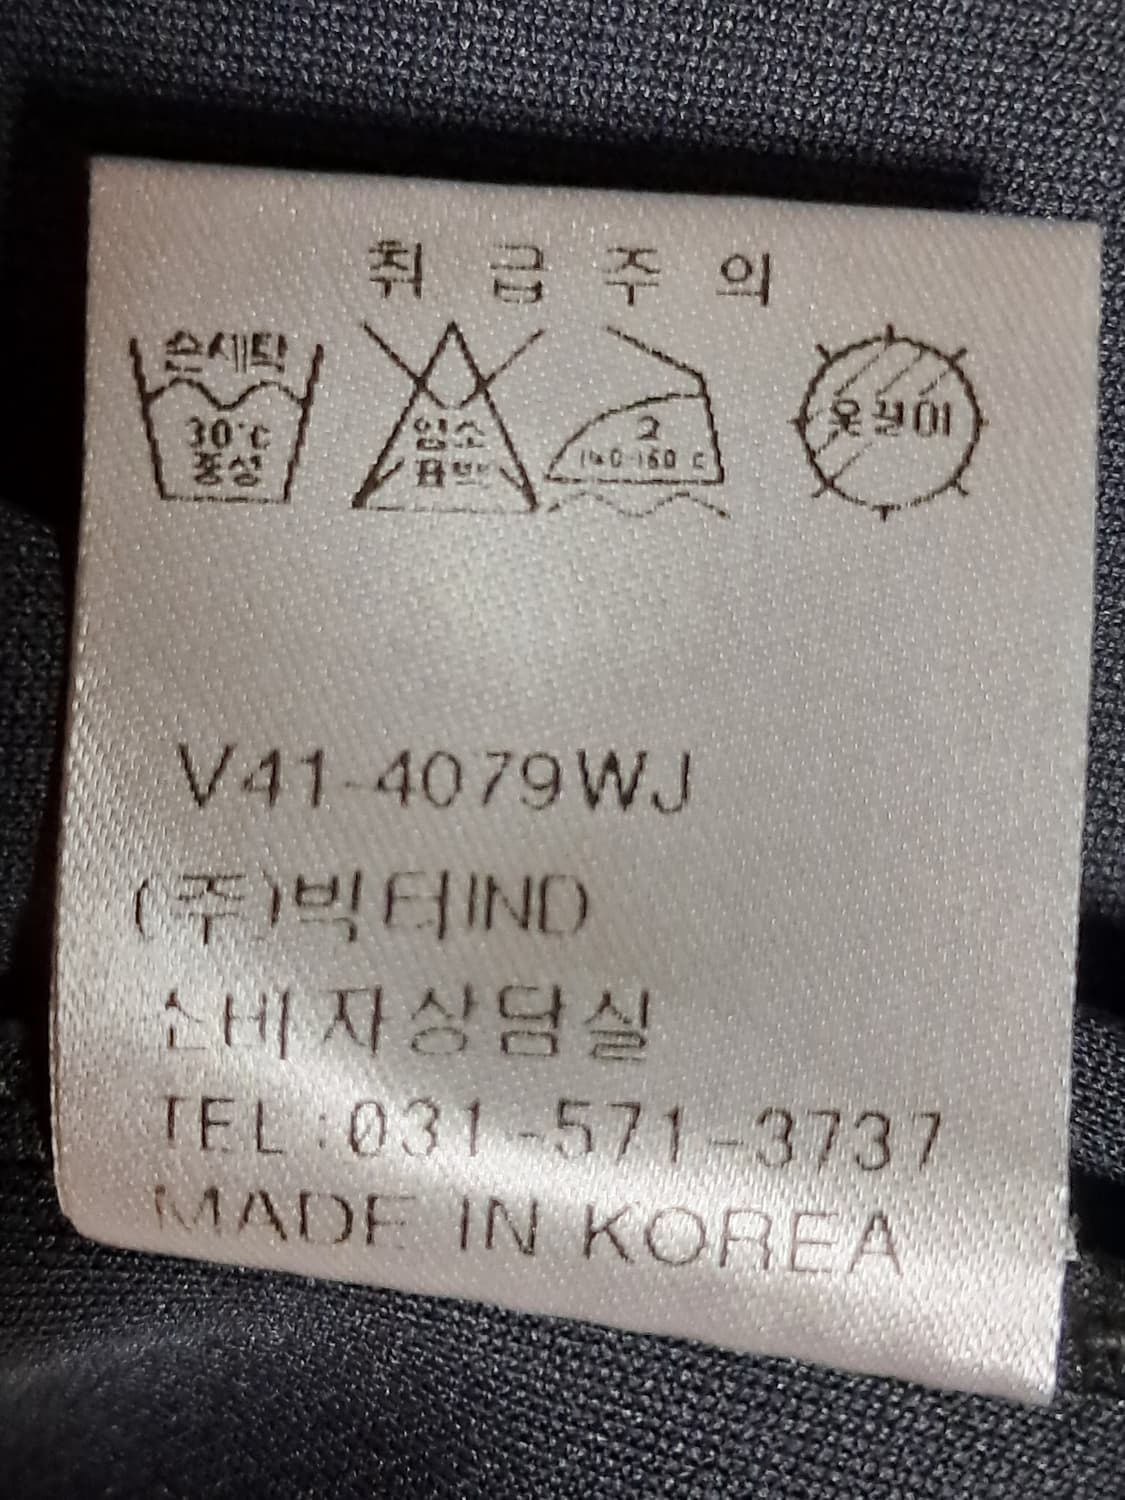 취급주의
손세탁
30°C
중성
염소
표백
2
140-160°C
옷걸이
V41-4079WJ
(주)빅터IND
소비자상담실
TEL:031-571-3737
MADE IN KOREA